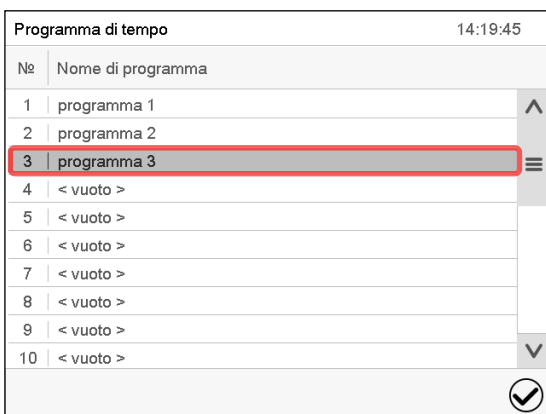 Programma di tempo 14:19:45
№ Nome di programma
1 programma 1
2 programma 2
3 programma 3
4 < vuoto >
5 < vuoto >
6 < vuoto >
7 < vuoto >
8 < vuoto >
9 < vuoto >
10 < vuoto >